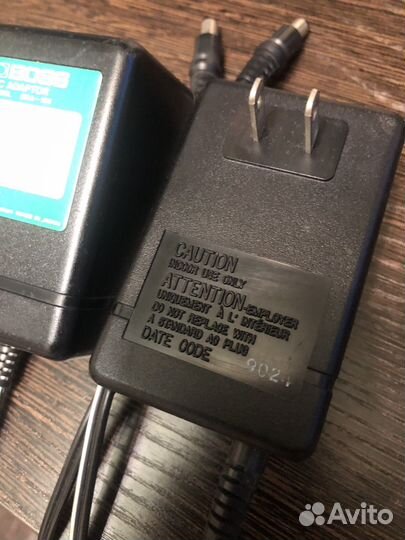 BOSS
ADAPTOR
CAUTION
INDOOR USE ONLY
ATTENTION-EMPLOYER
UNIQUEMENT À L' INTÉRIEUR
DO NOT REPLACE WITH
A STANDARD AC PLUG
DATE CODE 9024
Avito